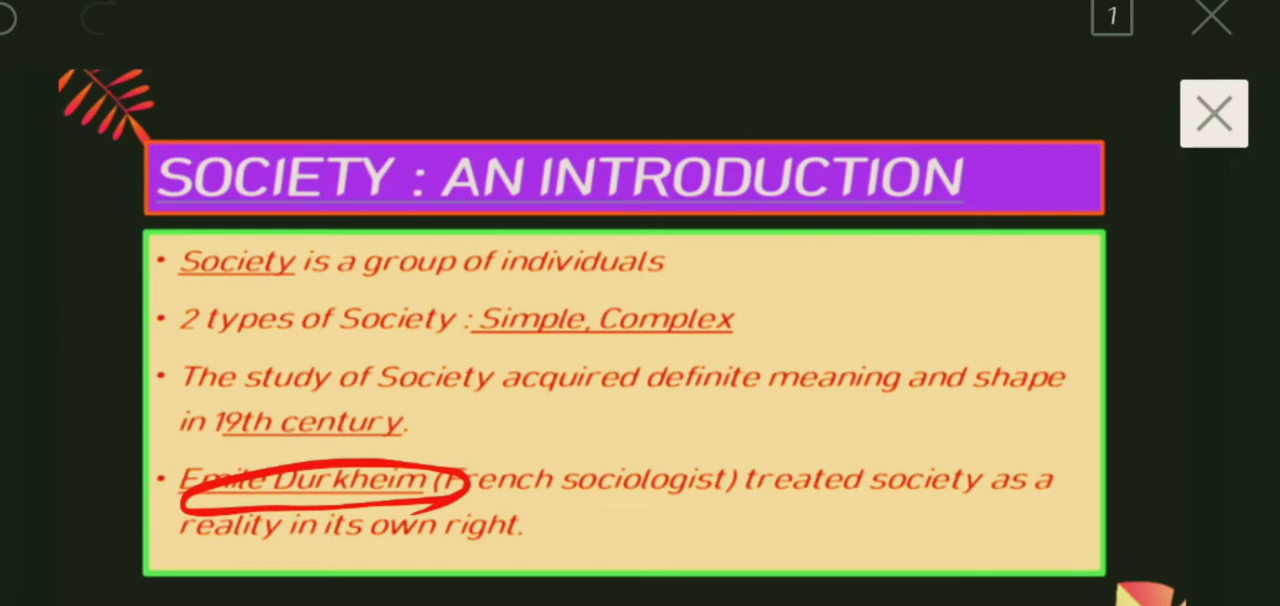 1
SOCIETY : AN INTRODUCTION
• Society is a group of individuals
• 2 types of Society : Simple, Complex
• The study of Society acquired definite meaning and shape
in 19th century.
• Emile Durkheim (French sociologist) treated society as a
reality in its own right.